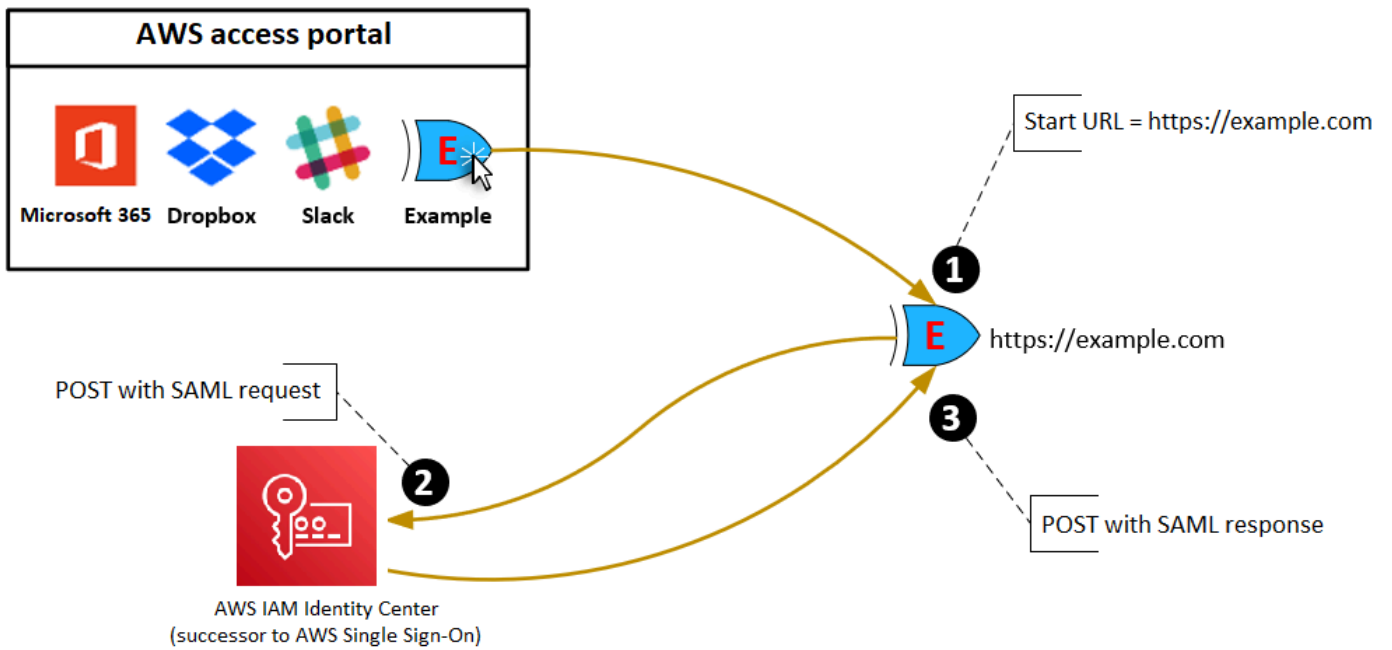 AWS access portal
Microsoft 365
Dropbox
Slack
E
Example
Start URL = https://example.com
1
E
https://example.com
POST with SAML request
2
3
POST with SAML response
AWS IAM Identity Center
(successor to AWS Single Sign-On)